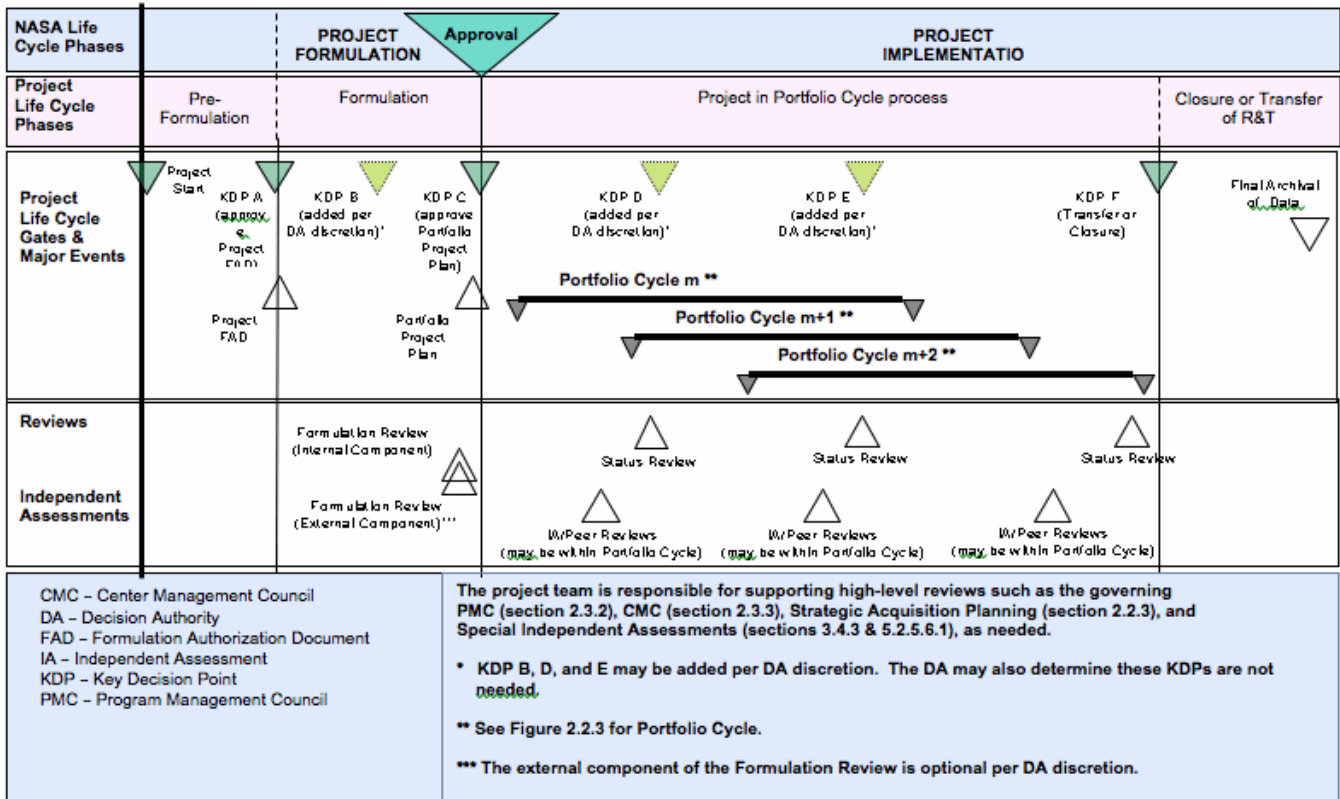 NASA Life
Cycle Phases
PROJECT
FORMULATION
Approval
PROJECT
IMPLEMENTATIO
Project
Life Cycle
Phases
Pre-
Formulation
Formulation
Project in Portfolio Cycle process
Closure or Transfer
of R&T
Project
Life Cycle
Gates &
Major Events
Project
Start
KDP A
(approv
e
Project
FAD)
KDP B
(added per
DA discretion)*
KDP C
(approve
Portfolio
Project
Plan)
KDP D
(added per
DA discretion)*
KDP E
(added per
DA discretion)*
KDP F
(Transfer or
Closure)
Final Archival
of Data
Project
FAD
Portfolio
Project
Plan
Portfolio Cycle m **
Portfolio Cycle m+1 **
Portfolio Cycle m+2 **
Reviews
Formulation Review
(Internal Component)
Status Review
Status Review
Status Review
Independent
Assessments
Formulation Review
(External Component)***
IA/Peer Reviews
(may be within Portfolio Cycle)
IA/Peer Reviews
(may be within Portfolio Cycle)
IA/Peer Reviews
(may be within Portfolio Cycle)
CMC – Center Management Council
DA – Decision Authority
FAD – Formulation Authorization Document
IA – Independent Assessment
KDP – Key Decision Point
PMC – Program Management Council
The project team is responsible for supporting high-level reviews such as the governing
PMC (section 2.3.2), CMC (section 2.3.3), Strategic Acquisition Planning (section 2.2.3), and
Special Independent Assessments (sections 3.4.3 & 5.2.5.6.1), as needed.
* KDP B, D, and E may be added per DA discretion. The DA may also determine these KDPs are not
needed.
** See Figure 2.2.3 for Portfolio Cycle.
*** The external component of the Formulation Review is optional per DA discretion.